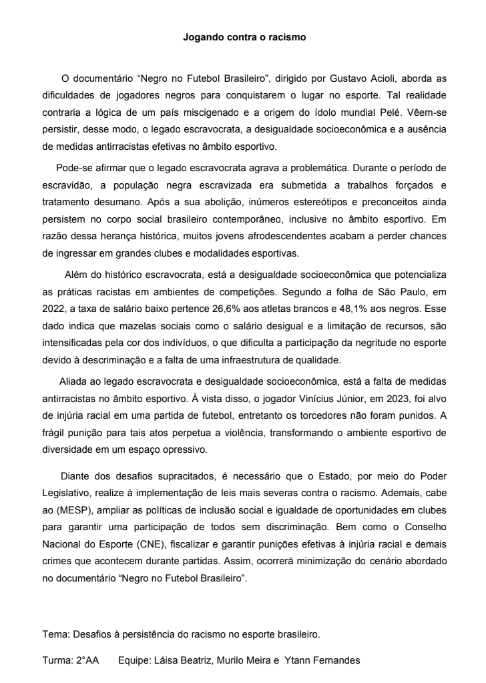 Jogando contra o racismo
O documentário “Negro no Futebol Brasileiro”, dirigido por Gustavo Acioli, aborda as
dificuldades de jogadores negros para conquistarem o lugar no esporte. Tal realidade
contraria a lógica de um país miscigenado e a origem do ídolo mundial Pelé. Vêem-se
persistir, desse modo, o legado escravocrata, a desigualdade socioeconômica e a ausência
de medidas antirracistas efetivas no âmbito esportivo.
Pode-se afirmar que o legado escravocrata agrava a problemática. Durante o período de
escravidão, a população negra escravizada era submetida a trabalhos forçados e
tratamento desumano. Após a sua abolição, inúmeros estereótipos e preconceitos ainda
persistem no corpo social brasileiro contemporâneo, inclusive no âmbito esportivo. Em
razão dessa herança histórica, muitos jovens afrodescendentes acabam a perder chances
de ingressar em grandes clubes e modalidades esportivas.
Além do histórico escravocrata, está a desigualdade socioeconômica que potencializa
as práticas racistas em ambientes de competições. Segundo a folha de São Paulo, em
2022, a taxa de salário baixo pertence 26,6% aos atletas brancos e 48,1% aos negros. Esse
dado indica que mazelas sociais como o salário desigual e a limitação de recursos, são
intensificadas pela cor dos indivíduos, o que dificulta a participação da negritude no esporte
devido à descriminação e a falta de uma infraestrutura de qualidade.
Aliada ao legado escravocrata e desigualdade socioeconômica, está a falta de medidas
antirracistas no âmbito esportivo. À vista disso, o jogador Vinícius Júnior, em 2023, foi alvo
de injúria racial em uma partida de futebol, entretanto os torcedores não foram punidos. A
frágil punição para tais atos perpetua a violência, transformando o ambiente esportivo de
diversidade em um espaço opressivo.
Diante dos desafios supracitados, é necessário que o Estado, por meio do Poder
Legislativo, realize à implementação de leis mais severas contra o racismo. Ademais, cabe
ao (MESP), ampliar as políticas de inclusão social e igualdade de oportunidades em clubes
para garantir uma participação de todos sem discriminação. Bem como o Conselho
Nacional do Esporte (CNE), fiscalizar e garantir punições efetivas à injúria racial e demais
crimes que acontecem durante partidas. Assim, ocorrerá minimização do cenário abordado
no documentário “Negro no Futebol Brasileiro”.
Tema: Desafios à persistência do racismo no esporte brasileiro.
Turma: 2°AA Equipe: Láisa Beatriz, Murilo Meira e Ytann Fernandes